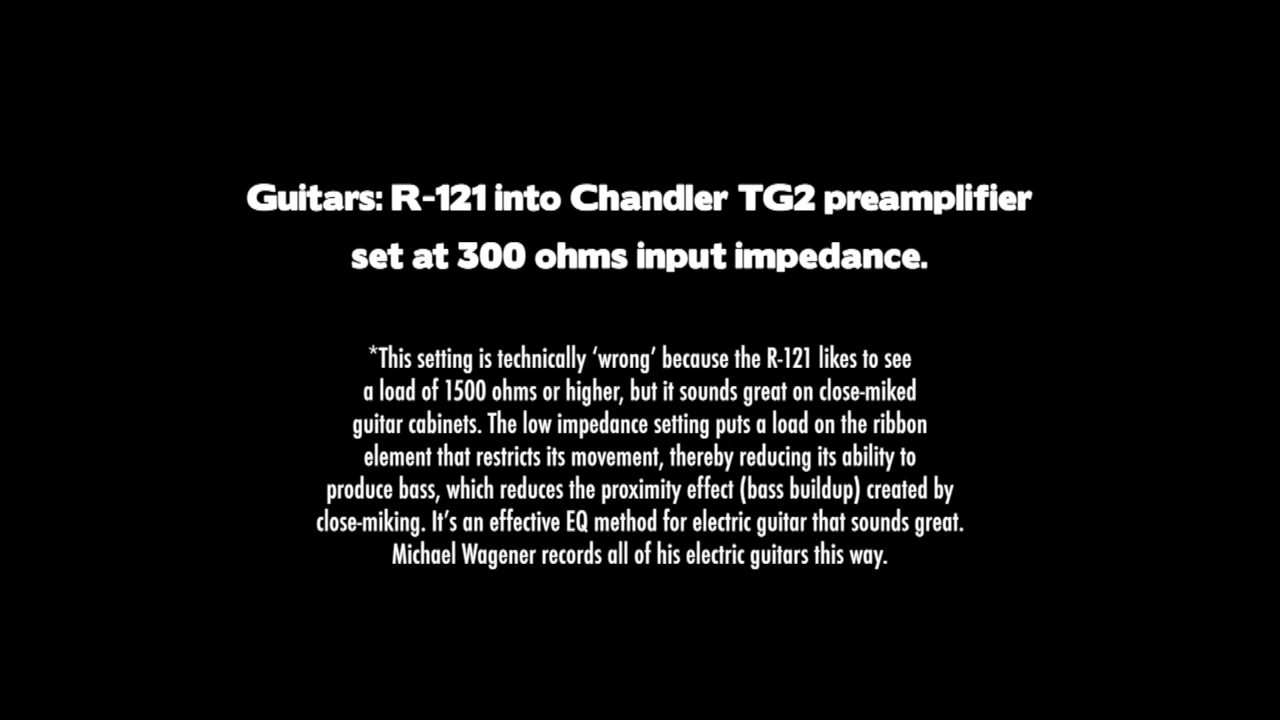 Guitars: R-121 into Chandler TG2 preamplifier
set at 300 ohms input impedance.
*This setting is technically ‘wrong’ because the R-121 likes to see
a load of 1500 ohms or higher, but it sounds great on close-miked
guitar cabinets. The low impedance setting puts a load on the ribbon
element that restricts its movement, thereby reducing its ability to
produce bass, which reduces the proximity effect (bass buildup) created by
close-miking. It’s an effective EQ method for electric guitar that sounds great.
Michael Wagener records all of his electric guitars this way.